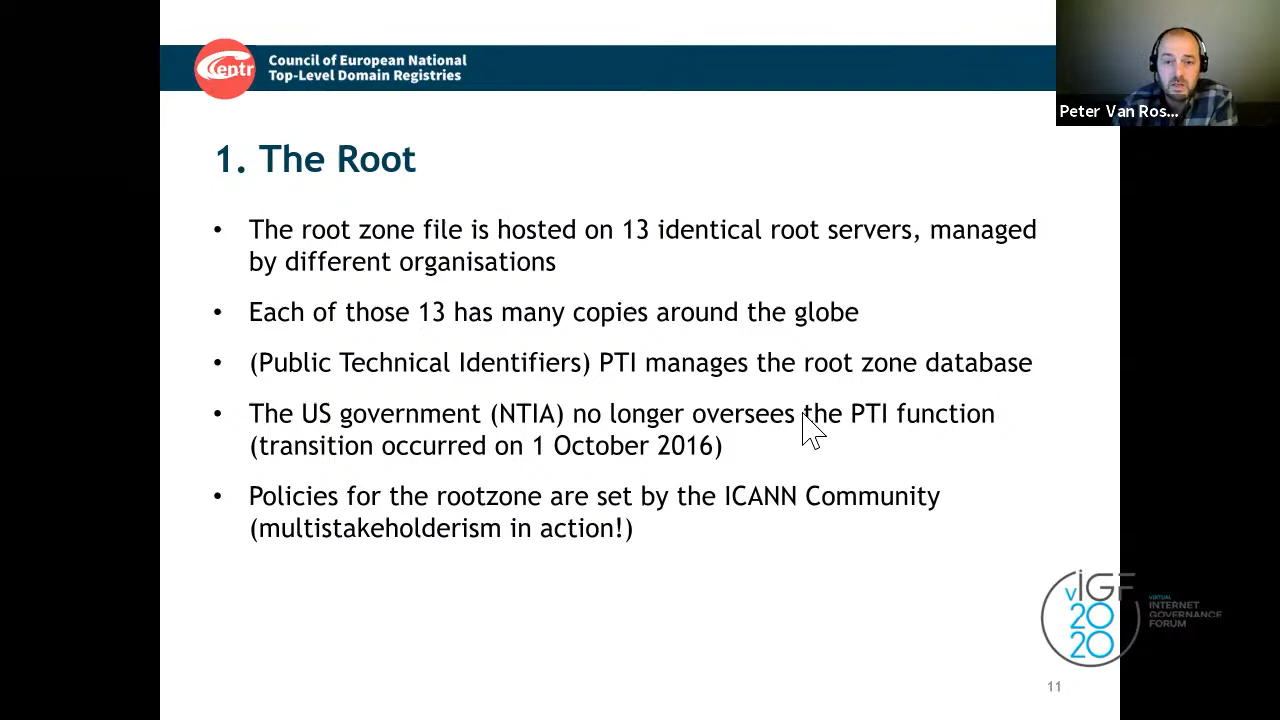 Centr
Council of European National
Top-Level Domain Registries
Peter Van Ros...
1. The Root
• The root zone file is hosted on 13 identical root servers, managed
by different organisations
• Each of those 13 has many copies around the globe
• (Public Technical Identifiers) PTI manages the root zone database
• The US government (NTIA) no longer oversees the PTI function
(transition occurred on 1 October 2016)
• Policies for the rootzone are set by the ICANN Community
(multistakeholderism in action!)
vIGF
2020
VIRTUAL
INTERNET
GOVERNANCE
FORUM
11